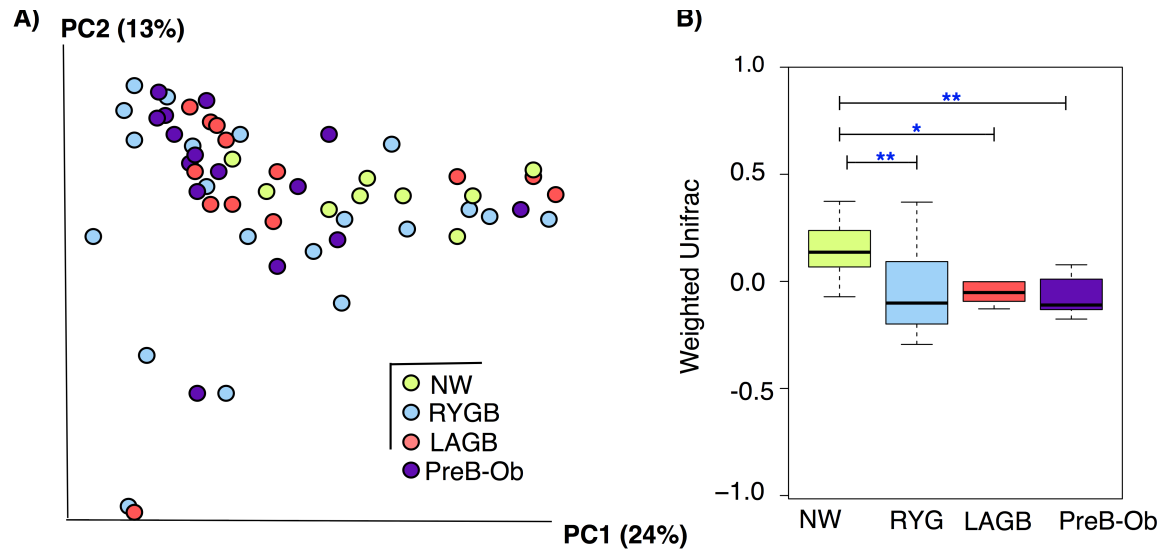 A)
PC2 (13%)
NW
RYGB
LAGB
PreB-Ob
PC1 (24%)
B)
Weighted Unifrac
1.0
0.5
0.0
-0.5
−1.0
**
*
**
NW
RYG
LAGB
PreB-Ob